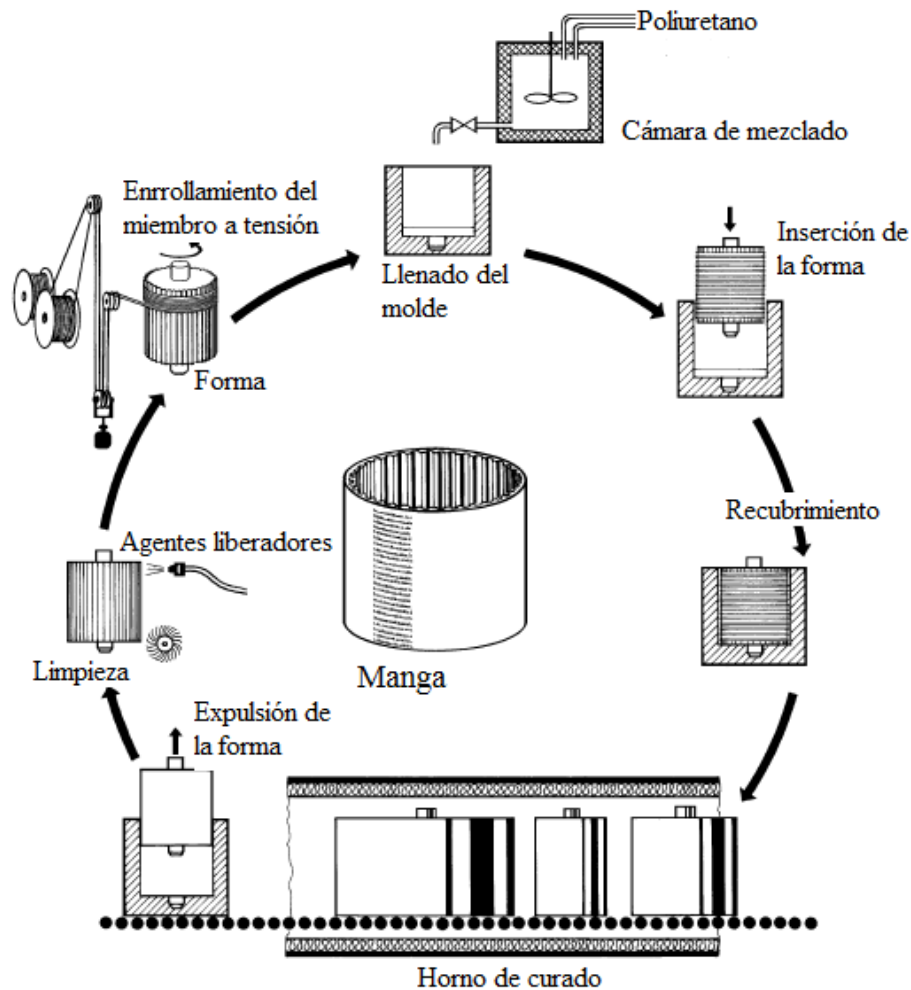 Poliuretano
Cámara de mezclado
Enrrollamiento del
miembro a tensión
Llenado del
molde
Inserción de
la forma
Forma
Recubrimiento
Agentes liberadores
Limpieza
Manga
Expulsión de
la forma
Horno de curado